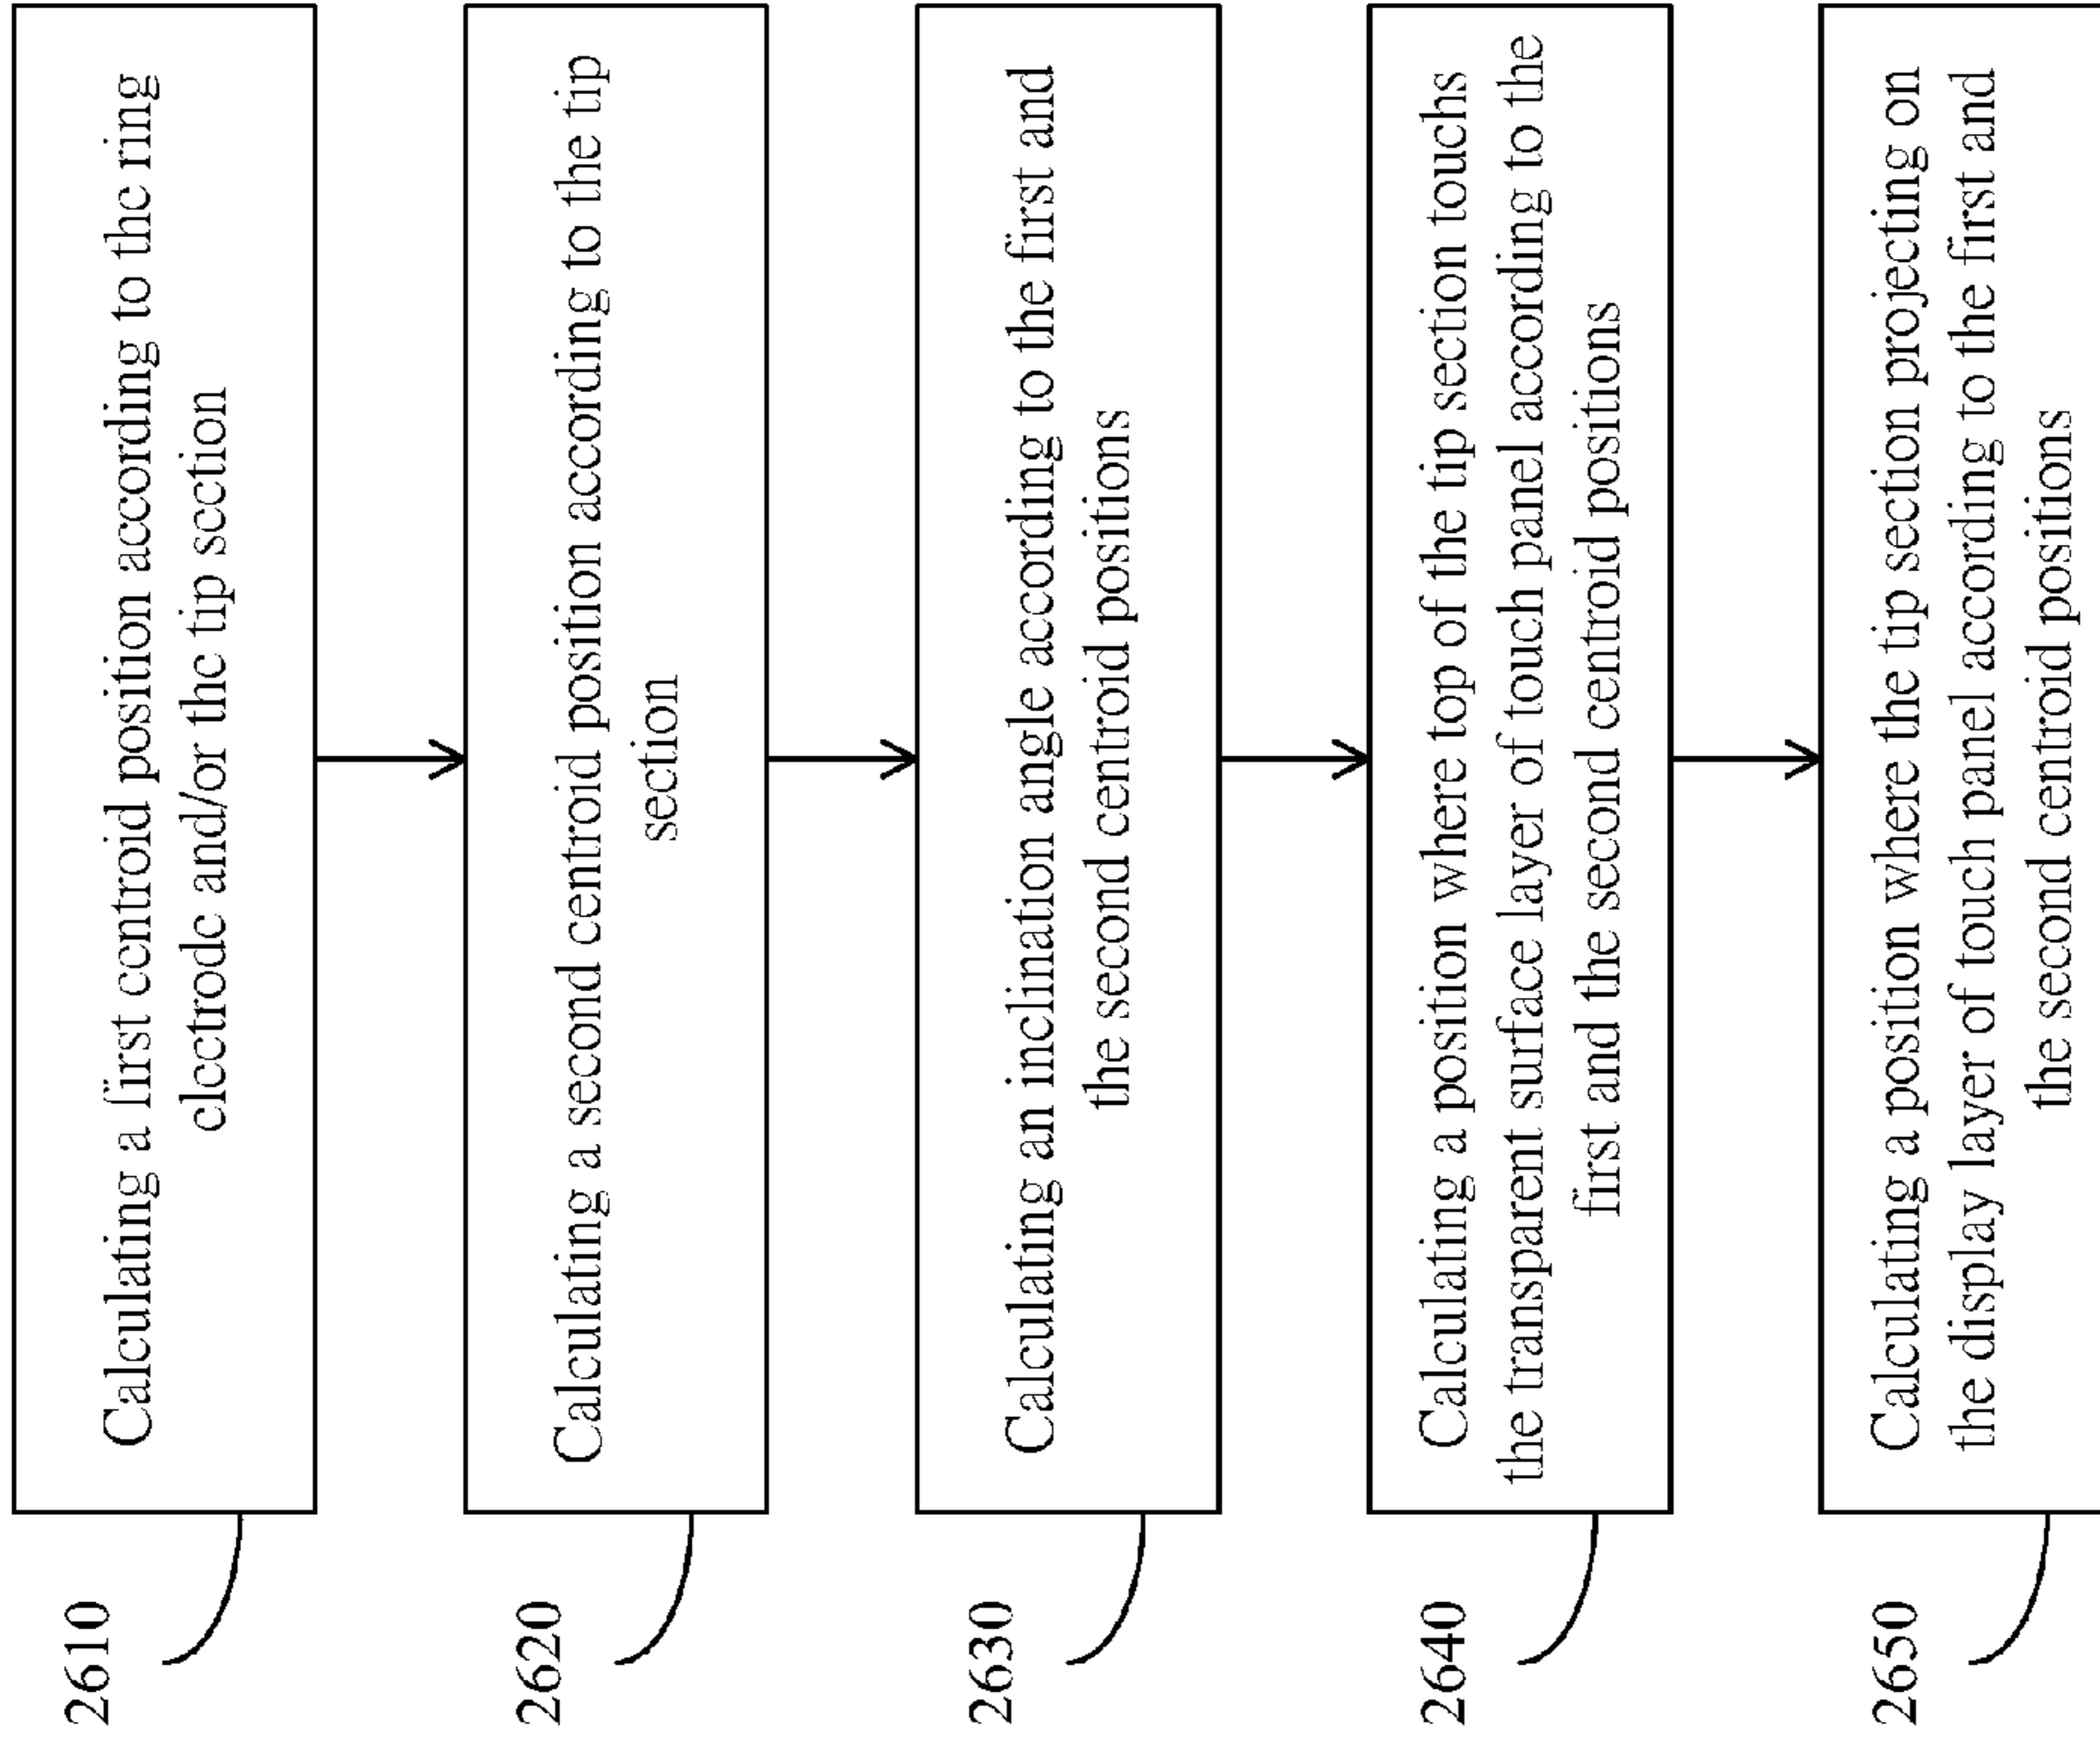 2610
Calculating a first centroid position according to the ring
electrode and/or the tip section
2620
Calculating a second centroid position according to the tip
section
2630
Calculating an inclination angle according to the first and
the second centroid positions
2640
Calculating a position where top of the tip section touchs
the transparent surface layer of touch panel according to the
first and the second centroid positions
2650
Calculating a position where the tip section projecting on
the display layer of touch panel according to the first and
the second centroid positions